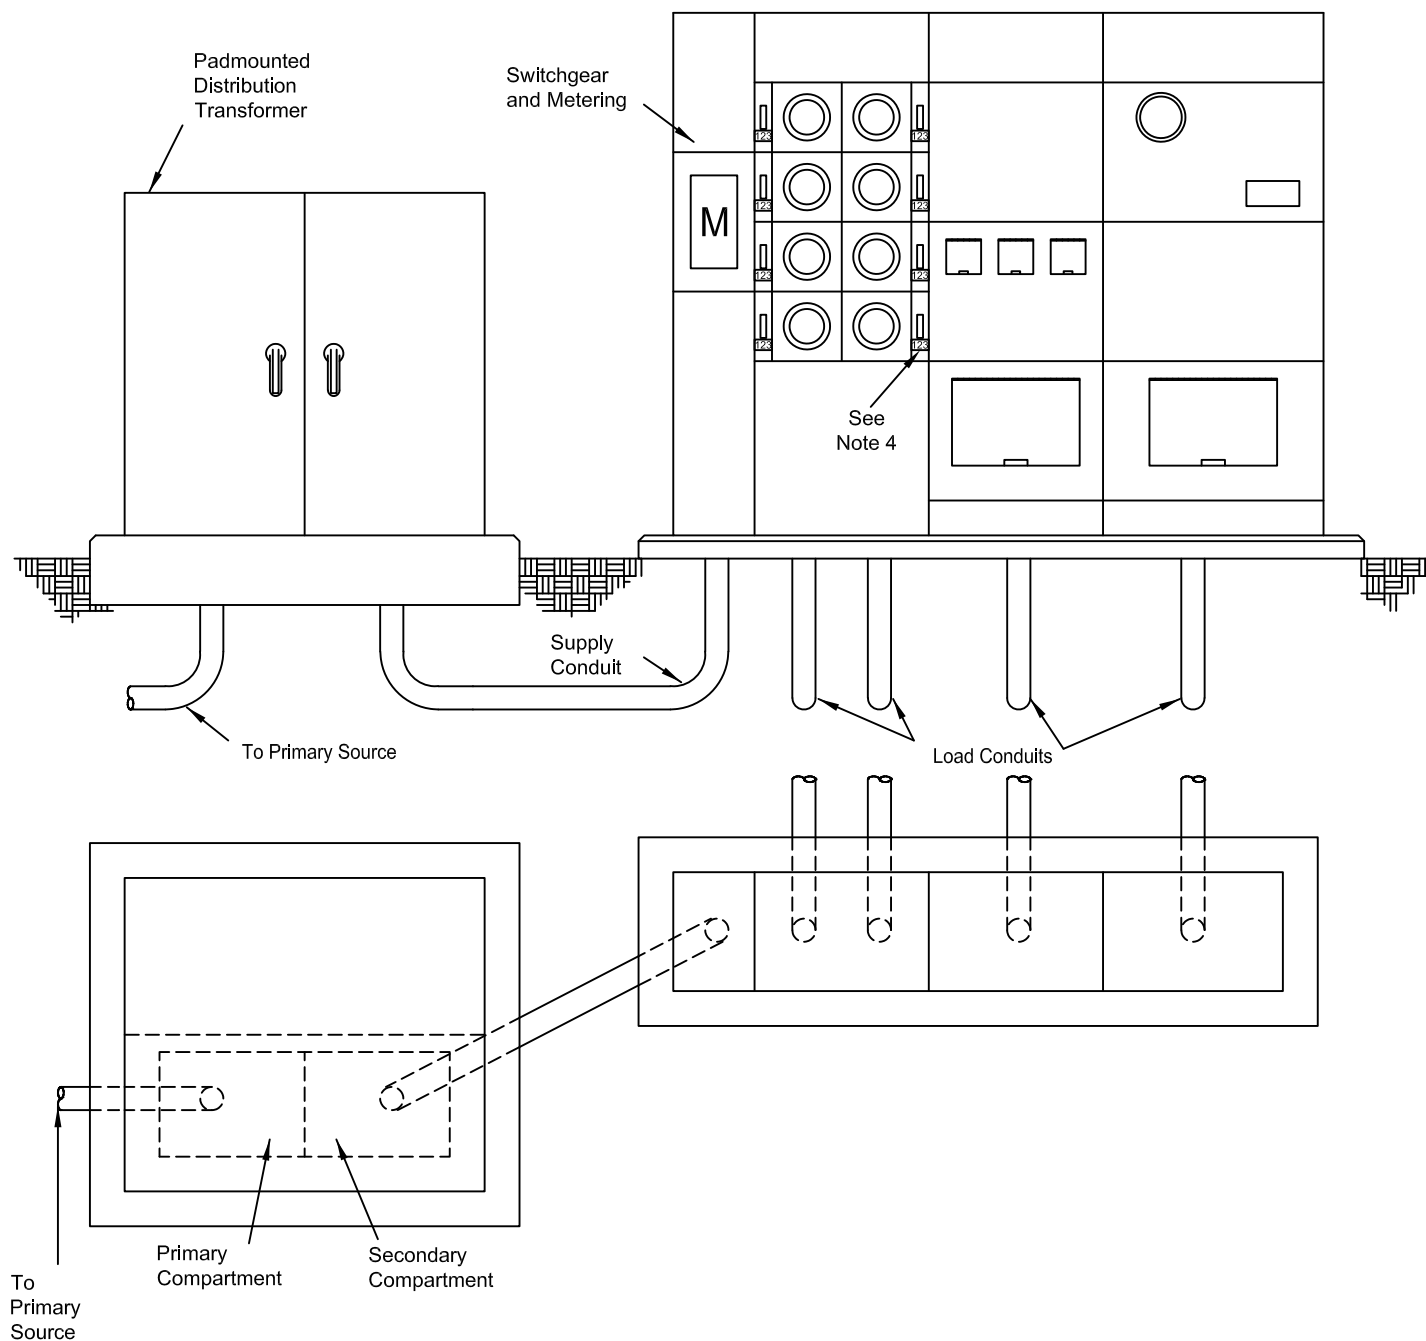 Padmounted
Distribution
Transformer
Switchgear
and Metering
M
123
123
123
123
123
123
123
123
See
Note 4
Supply
Conduit
To Primary Source
Load Conduits
Primary
Compartment
Secondary
Compartment
To
Primary
Source